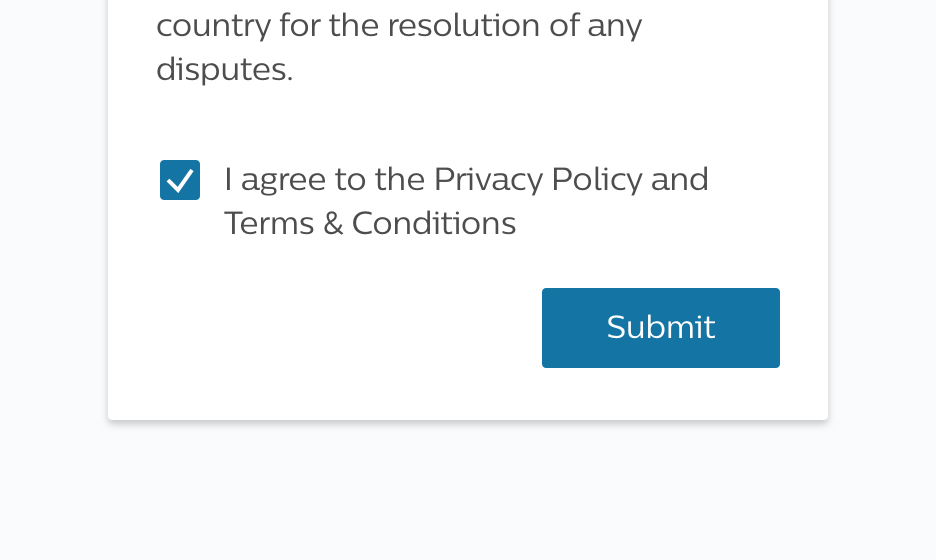 country for the resolution of any
disputes.
I agree to the Privacy Policy and
Terms & Conditions
Submit